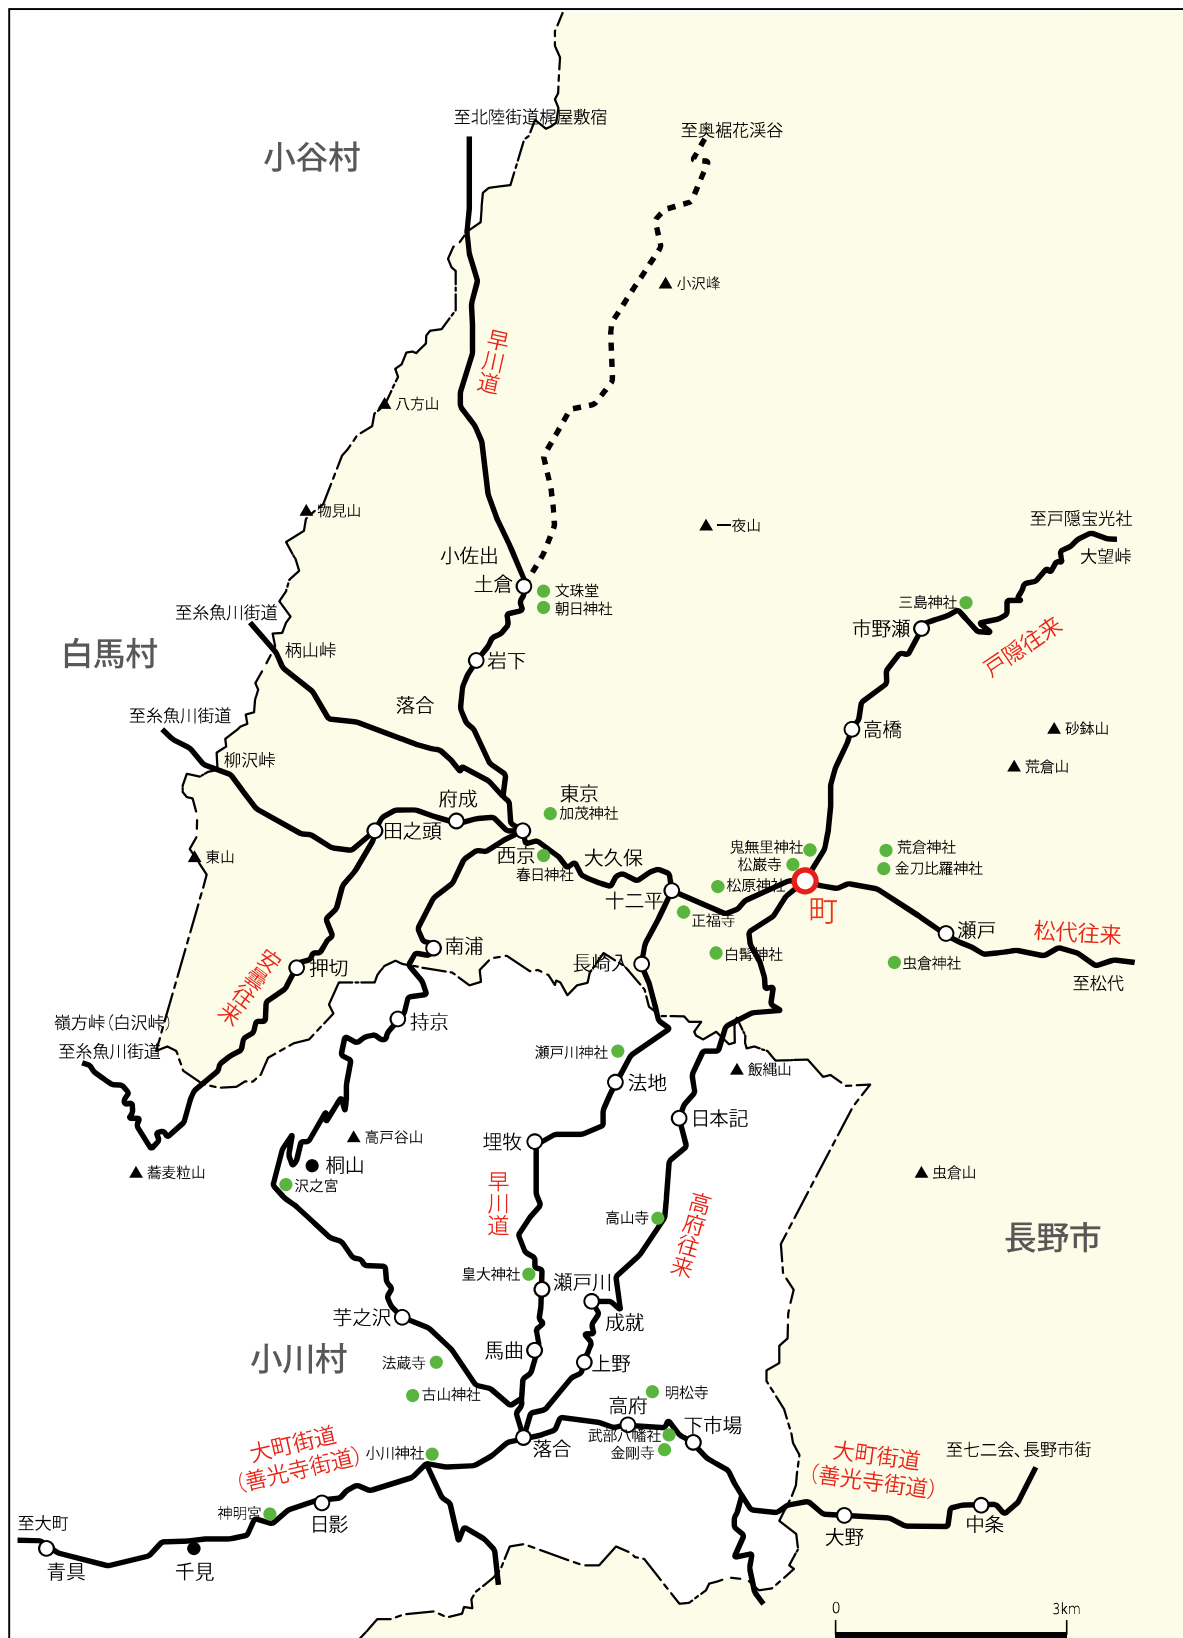 至北陸街道梶屋敷宿
至奥裾花渓谷
小谷村
小沢峰
早川道
八方山
物見山
一夜山
至戸隠宝光社
大望峠
小佐出
土倉
文珠堂
朝日神社
三島神社
市野瀬
戸隠往来
至糸魚川街道
柄山峠
白馬村
岩下
落合
至糸魚川街道
柳沢峠
高橋
砂鉢山
荒倉山
東京
加茂神社
府成
田之頭
東山
西京
春日神社
大久保
鬼無里神社
松巌寺
松原神社
荒倉神社
金刀比羅神社
十二平
町
正福寺
瀬戸
松代往来
南浦
白髯神社
虫倉神社
至松代
押切
安曇往来
長崎入
嶺方峠(白沢峠)
至糸魚川街道
持京
瀬戸川神社
法地
飯縄山
日本記
高戸谷山
埋牧
蕎麦粒山
桐山
沢之宮
早川道
虫倉山
高山寺
高府往来
長野市
皇大神社
瀬戸川
芋之沢
成就
小川村
馬曲
法蔵寺
上野
古山神社
明松寺
高府
武部八幡社
金剛寺
下市場
大町街道
(善光寺街道)
小川神社
落合
大町街道
(善光寺街道)
至七二会、長野市街
神明宮
日影
至大町
青具
千見
大野
中条
0
3km